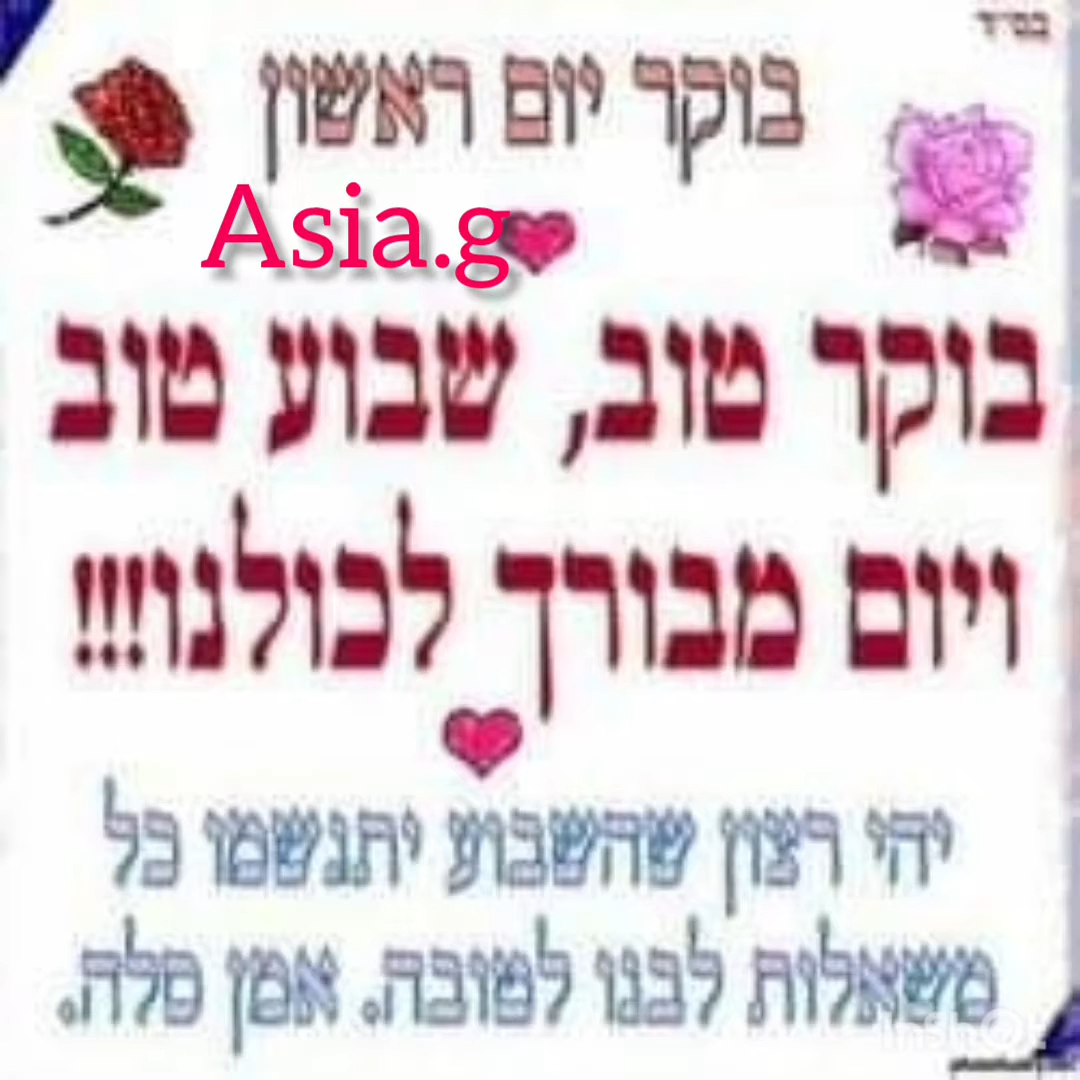 בס״ד
בוקר יום ראשון
Asia.g
בוקר טוב, שבוע טוב
ויום מבורך לכולנו!!!
יהי רצון שהשבוע יתגשמו כל
משאלות לבנו לטובה. אמן סלה.